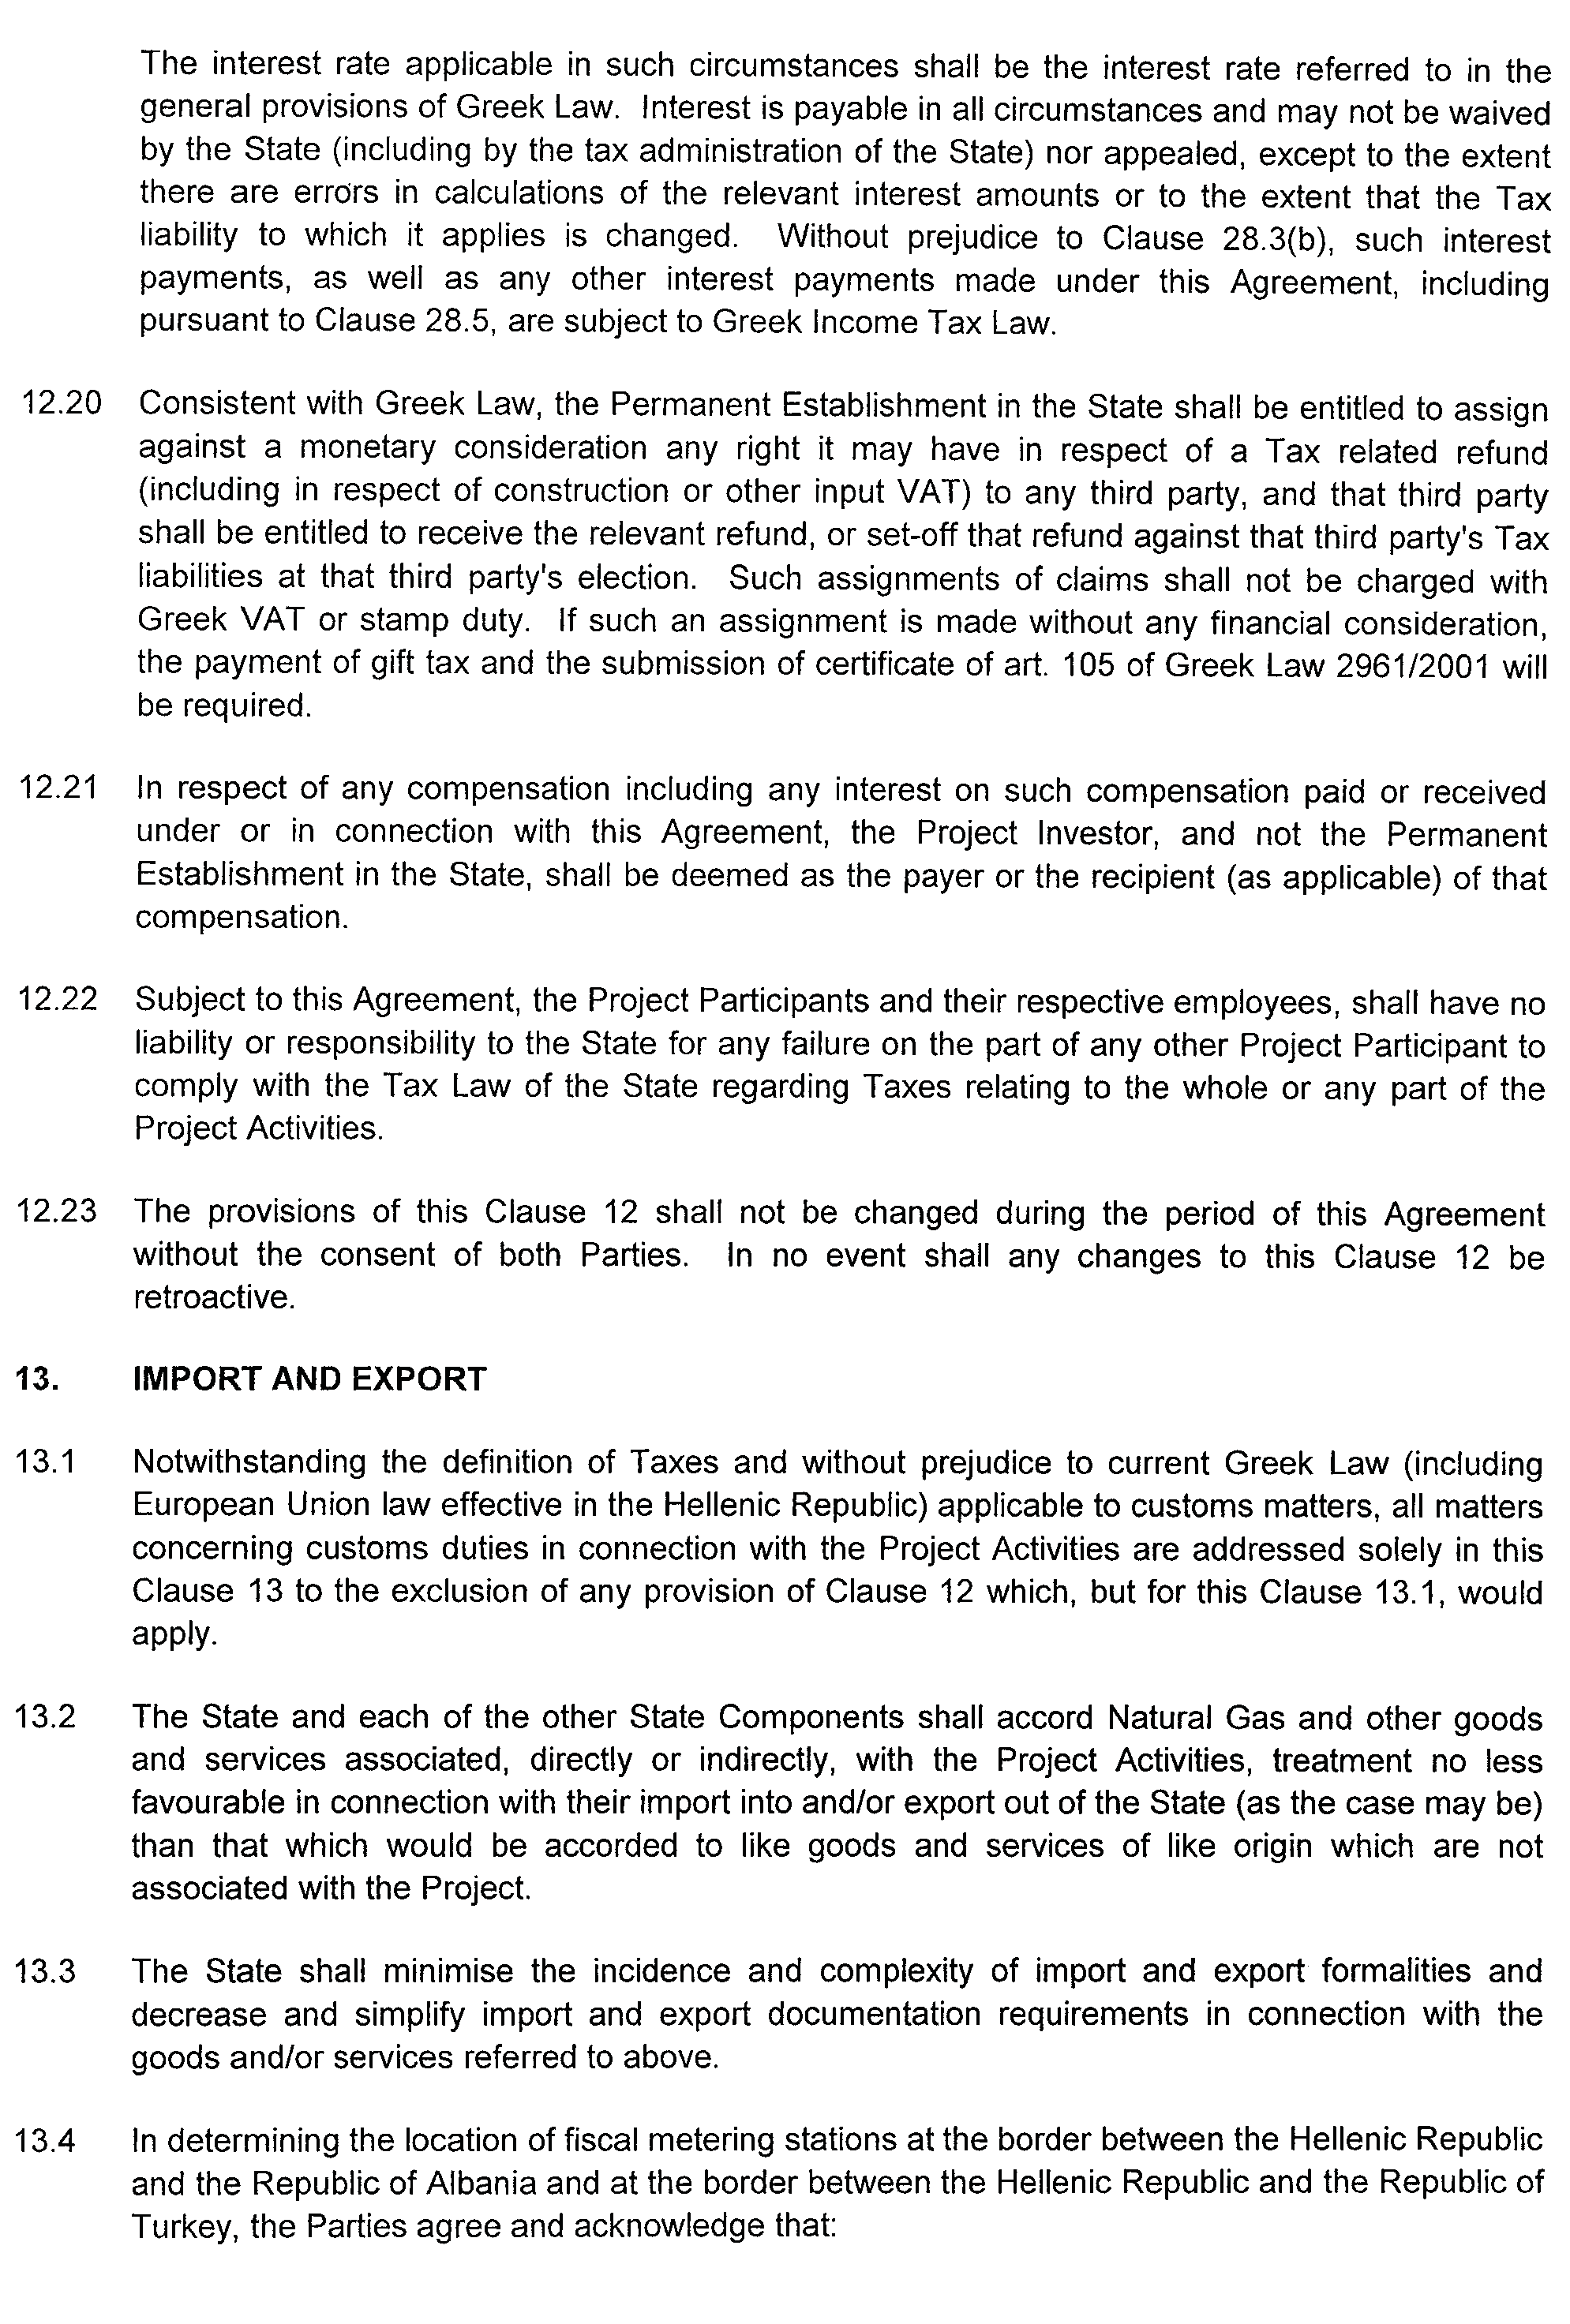 The interest rate applicable in such circumstances shall be the interest rate referred to in the
general provisions of Greek Law. Interest is payable in all circumstances and may not be waived
by the State (including by the tax administration of the State) nor appealed, except to the extent
there are errors in calculations of the relevant interest amounts or to the extent that the Tax
liability to which it applies is changed. Without prejudice to Clause 28.3(b), such interest
payments, as well as any other interest payments made under this Agreement, including
pursuant to Clause 28.5, are subject to Greek Income Tax Law.
12.20 Consistent with Greek Law, the Permanent Establishment in the State shall be entitled to assign
against a monetary consideration any right it may have in respect of a Tax related refund
(including in respect of construction or other input VAT) to any third party, and that third party
shall be entitled to receive the relevant refund, or set-off that refund against that third party's Tax
liabilities at that third party's election. Such assignments of claims shall not be charged with
Greek VAT or stamp duty. If such an assignment is made without any financial consideration,
the payment of gift tax and the submission of certificate of art. 105 of Greek Law 2961/2001 will
be required.
12.21 In respect of any compensation including any interest on such compensation paid or received
under or in connection with this Agreement, the Project Investor, and not the Permanent
Establishment in the State, shall be deemed as the payer or the recipient (as applicable) of that
compensation.
12.22 Subject to this Agreement, the Project Participants and their respective employees, shall have no
liability or responsibility to the State for any failure on the part of any other Project Participant to
comply with the Tax Law of the State regarding Taxes relating to the whole or any part of the
Project Activities.
12.23 The provisions of this Clause 12 shall not be changed during the period of this Agreement
without the consent of both Parties. In no event shall any changes to this Clause 12 be
retroactive.
13. IMPORT AND EXPORT
13.1 Notwithstanding the definition of Taxes and without prejudice to current Greek Law (including
European Union law effective in the Hellenic Republic) applicable to customs matters, all matters
concerning customs duties in connection with the Project Activities are addressed solely in this
Clause 13 to the exclusion of any provision of Clause 12 which, but for this Clause 13.1, would
apply.
13.2 The State and each of the other State Components shall accord Natural Gas and other goods
and services associated, directly or indirectly, with the Project Activities, treatment no less
favourable in connection with their import into and/or export out of the State (as the case may be)
than that which would be accorded to like goods and services of like origin which are not
associated with the Project.
13.3 The State shall minimise the incidence and complexity of import and export formalities and
decrease and simplify import and export documentation requirements in connection with the
goods and/or services referred to above.
13.4 In determining the location of fiscal metering stations at the border between the Hellenic Republic
and the Republic of Albania and at the border between the Hellenic Republic and the Republic of
Turkey, the Parties agree and acknowledge that: